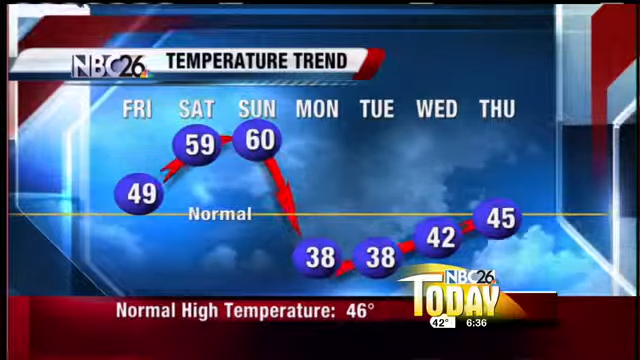 NBC26 TEMPERATURE TREND
FRI SAT SUN MON TUE WED THU
49 59 60 38 38 42 45
Normal
Normal High Temperature: 46°
NBC26
TODAY
42° 6:36